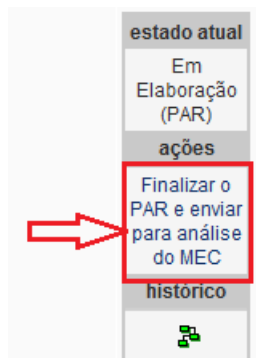 estado atual
Em
Elaboração
(PAR)
ações
Finalizar o
PAR e enviar
para análise
do MEC
histórico